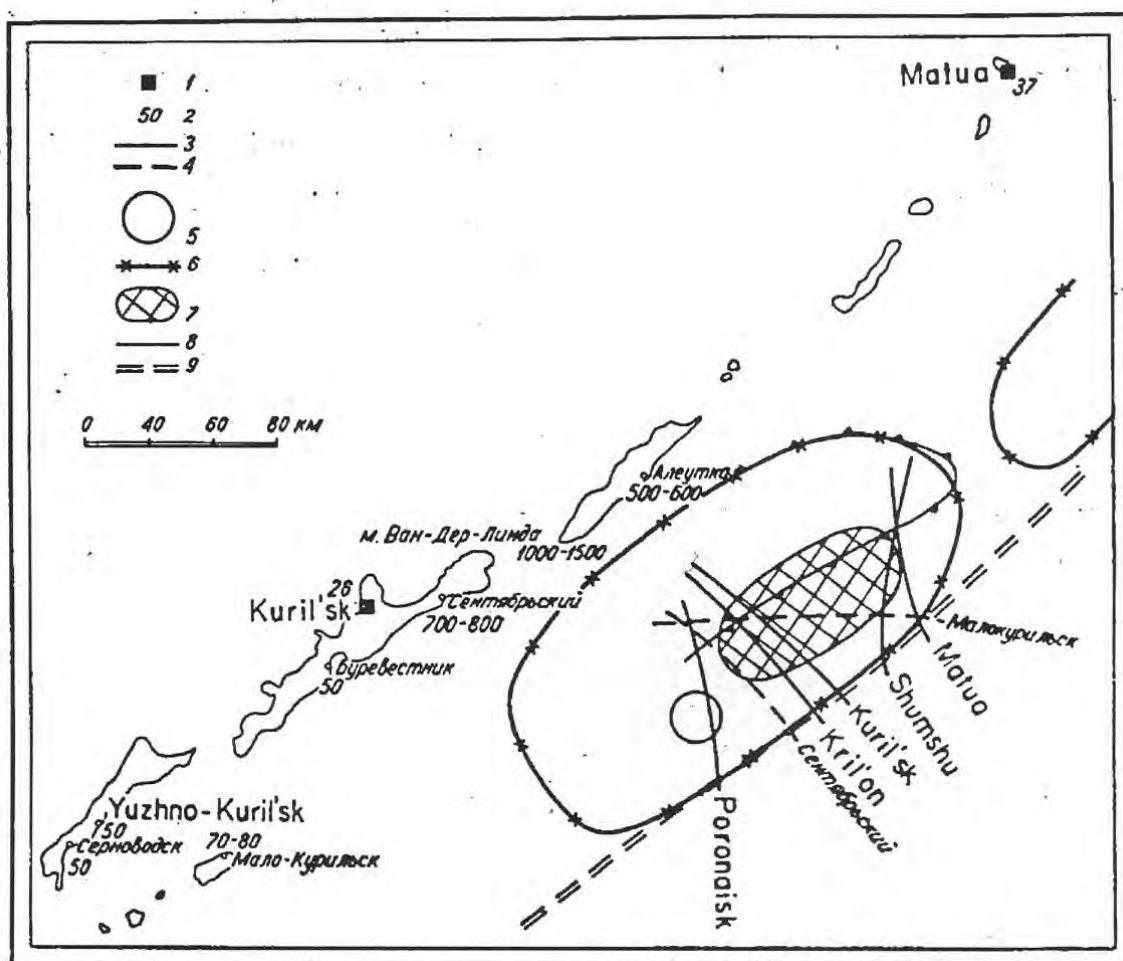 1
50 2
3
4
5
6
7
8
9
0 40 60 80 км
Matua
37
Алеутка
500-600
м. Ван-Дер-Линда
1000-1500
26
Kuril'sk
Сентябрьский
700-800
Буревестник
50
Yuzhno-Kuril'sk
50
Серноводск
50
70-80
Мало-Курильск
Малокурильск
Matua
Shumshu
Kuril'sk
Kril'on
Сентябрьский
Poronaisk